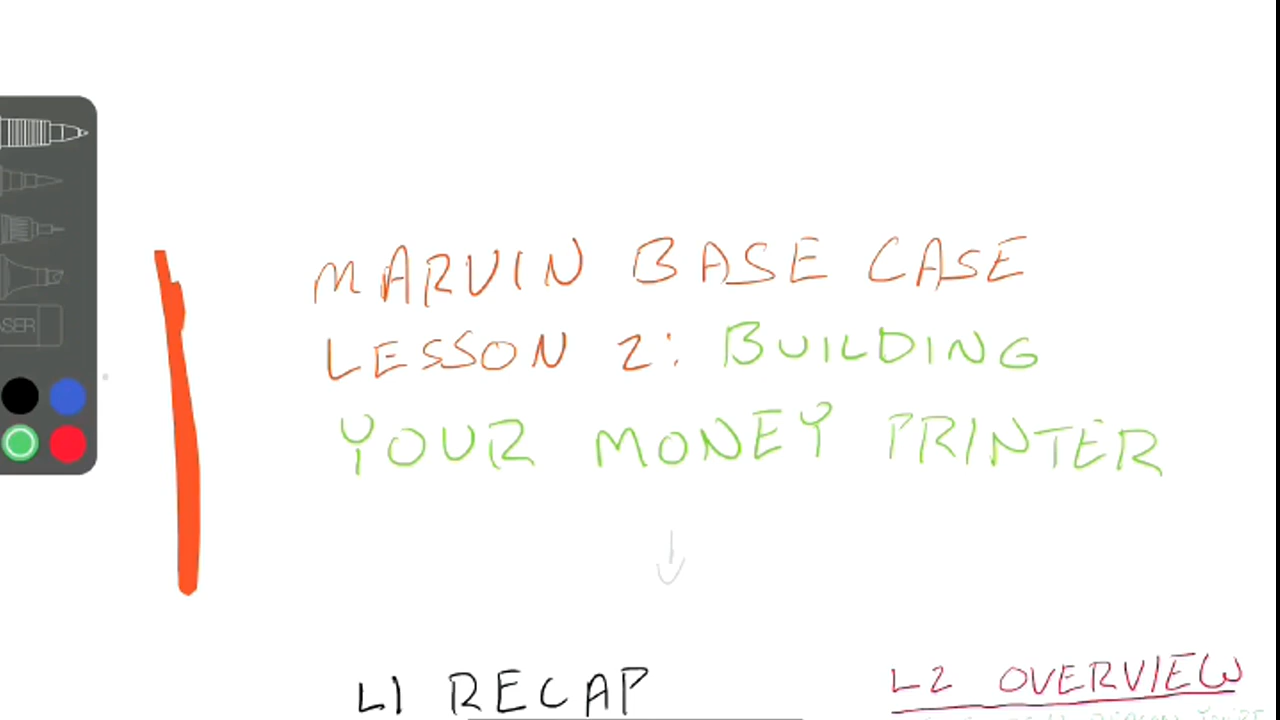 MARVIN BASE CASE
LESSON 2: BUILDING
YOUR MONEY PRINTER
L1 RECAP
L2 OVERVIEW